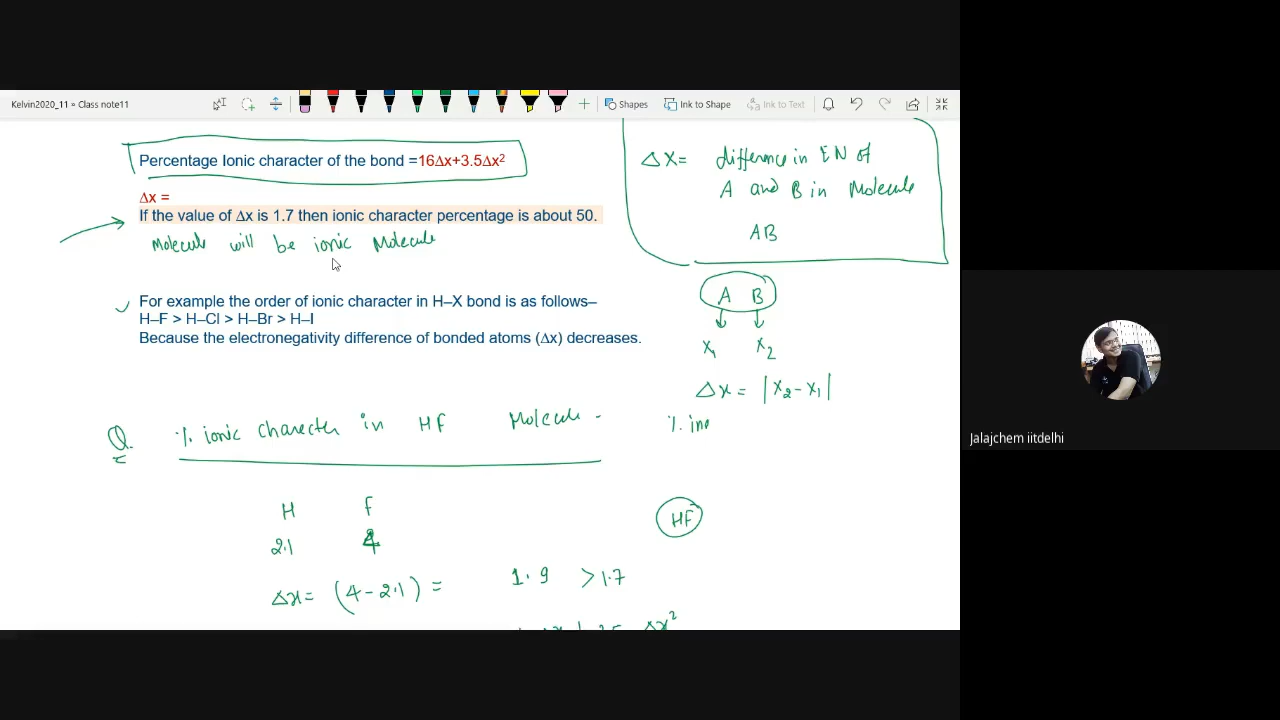 Kelvin2020_11 » Class note11
Shapes
Ink to Shape
Ink to Text
Percentage Ionic character of the bond =16Δx+3.5Δx²
Δx =
If the value of Δx is 1.7 then ionic character percentage is about 50.
Molecule will be ionic Molecule
For example the order of ionic character in H–X bond is as follows–
H–F > H–Cl > H–Br > H–I
Because the electronegativity difference of bonded atoms (Δx) decreases.
ΔX= difference in EN of
A and B in Molecule
AB
A B
X₁ X₂
ΔX = |X₂ - X₁|
Q. % ionic character in HF Molecule -
H F
2.1 4
Δx = (4 - 2.1) = 1.9 > 1.7
HF
Δx²
Jalajchem iitdelhi